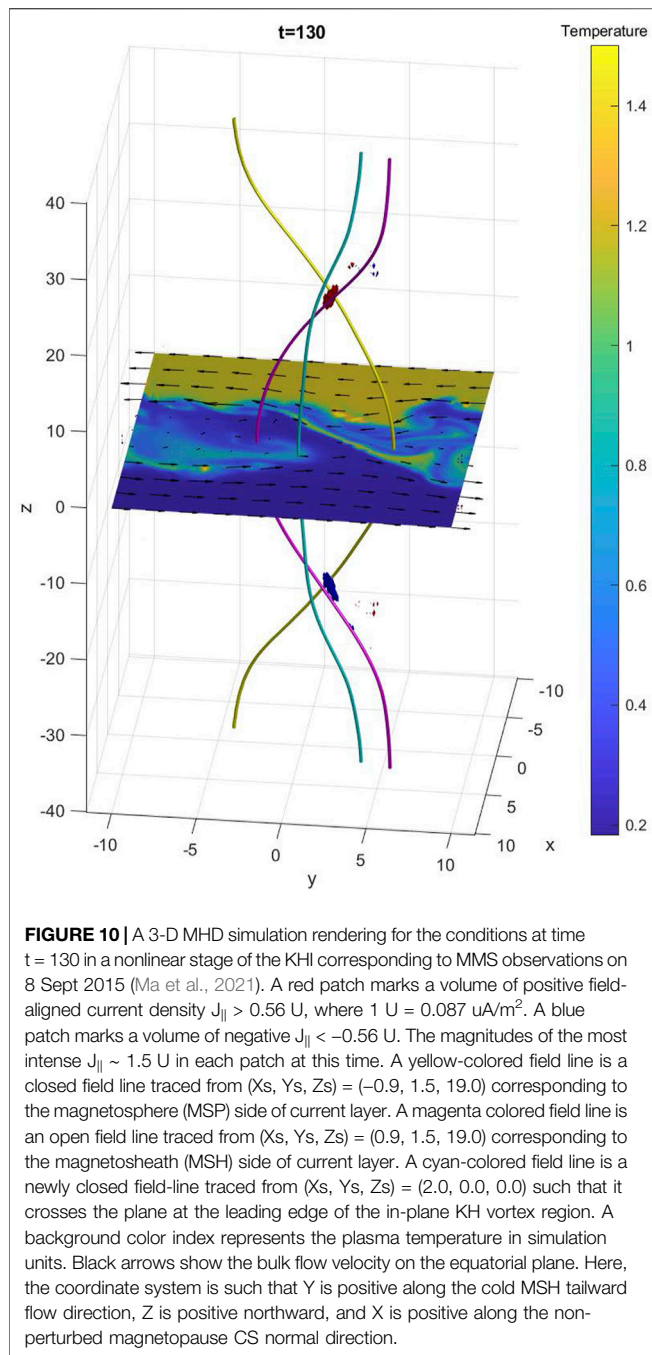 t=130
Temperature
1.4
1.2
1
0.8
0.6
0.4
0.2
40
30
20
10
0
-10
-20
-30
-40
z
-10
-5
0
5
10
y
-10
-5
0
5
10
x
FIGURE 10 | A 3-D MHD simulation rendering for the conditions at time
t = 130 in a nonlinear stage of the KHI corresponding to MMS observations on
8 Sept 2015 (Ma et al., 2021). A red patch marks a volume of positive field-
aligned current density J|| > 0.56 U, where 1 U = 0.087 uA/m². A blue
patch marks a volume of negative J|| < −0.56 U. The magnitudes of the most
intense J|| ~ 1.5 U in each patch at this time. A yellow-colored field line is a
closed field line traced from (Xs, Ys, Zs) = (−0.9, 1.5, 19.0) corresponding to
the magnetosphere (MSP) side of current layer. A magenta colored field line is
an open field line traced from (Xs, Ys, Zs) = (0.9, 1.5, 19.0) corresponding to
the magnetosheath (MSH) side of current layer. A cyan-colored field line is a
newly closed field-line traced from (Xs, Ys, Zs) = (2.0, 0.0, 0.0) such that it
crosses the plane at the leading edge of the in-plane KH vortex region. A
background color index represents the plasma temperature in simulation
units. Black arrows show the bulk flow velocity on the equatorial plane. Here,
the coordinate system is such that Y is positive along the cold MSH tailward
flow direction, Z is positive northward, and X is positive along the non-
perturbed magnetopause CS normal direction.